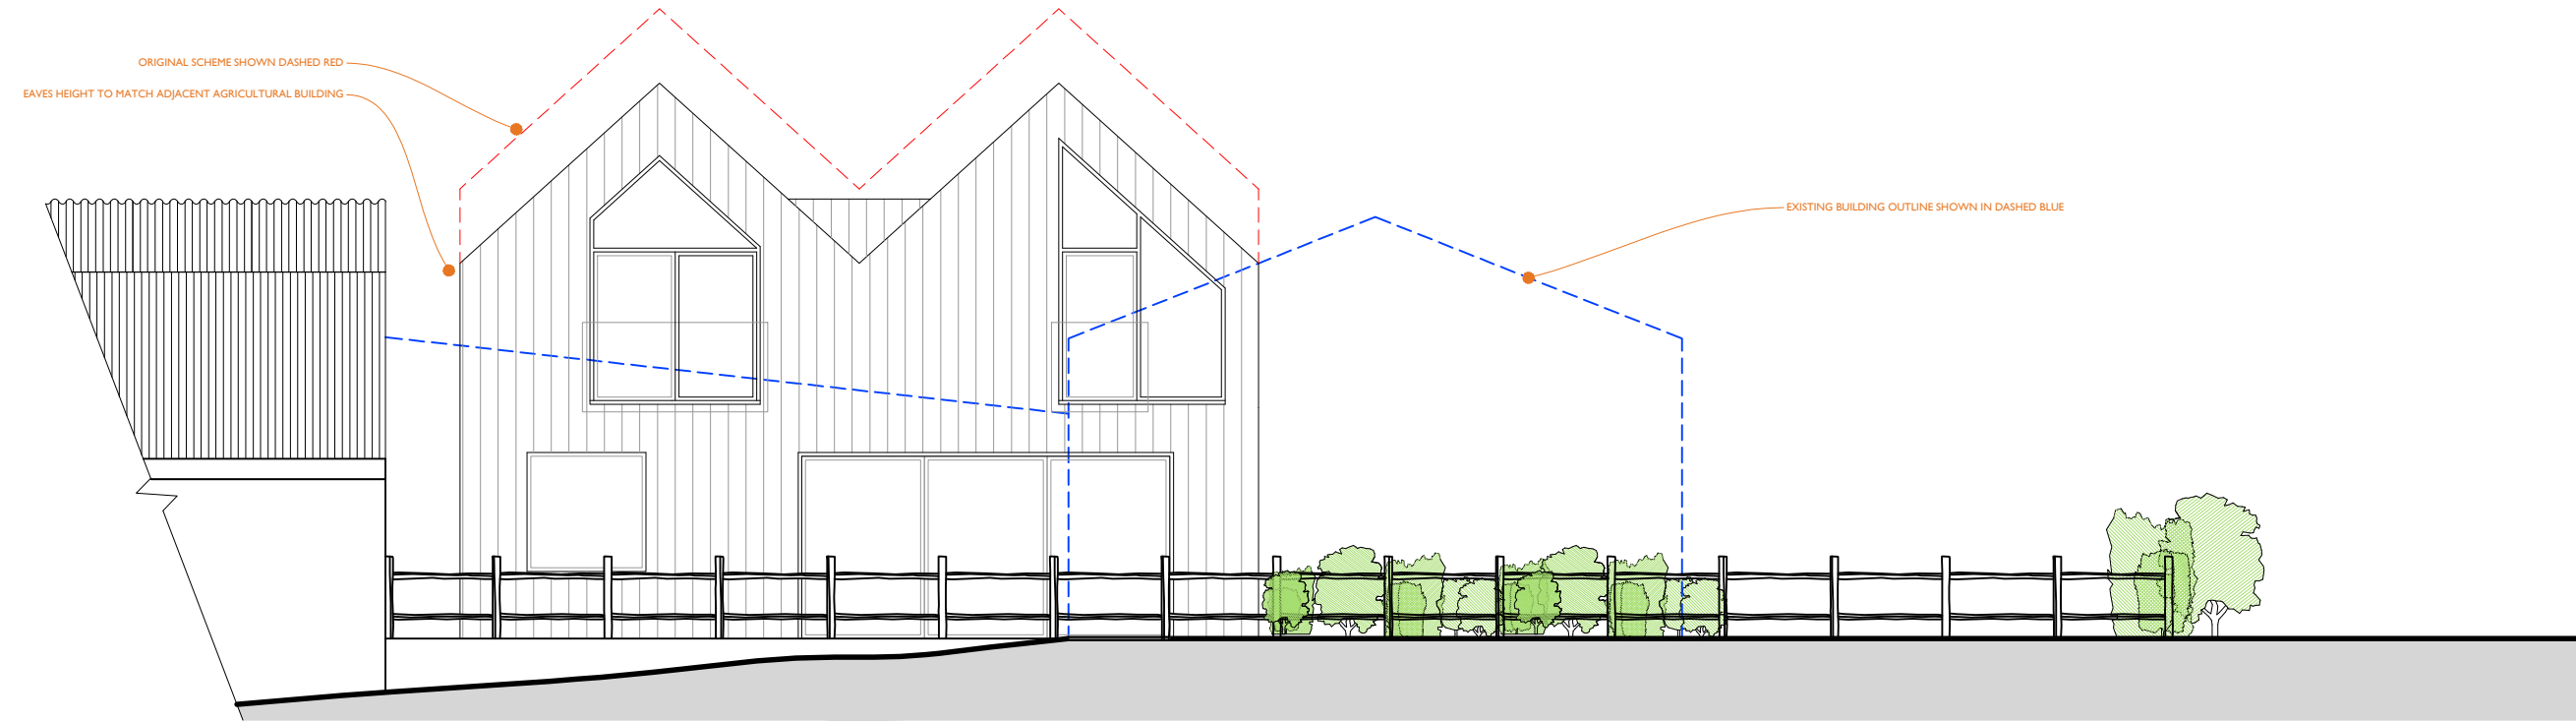 ORIGINAL SCHEME SHOWN DASHED RED
EAVES HEIGHT TO MATCH ADJACENT AGRICULTURAL BUILDING
EXISTING BUILDING OUTLINE SHOWN IN DASHED BLUE